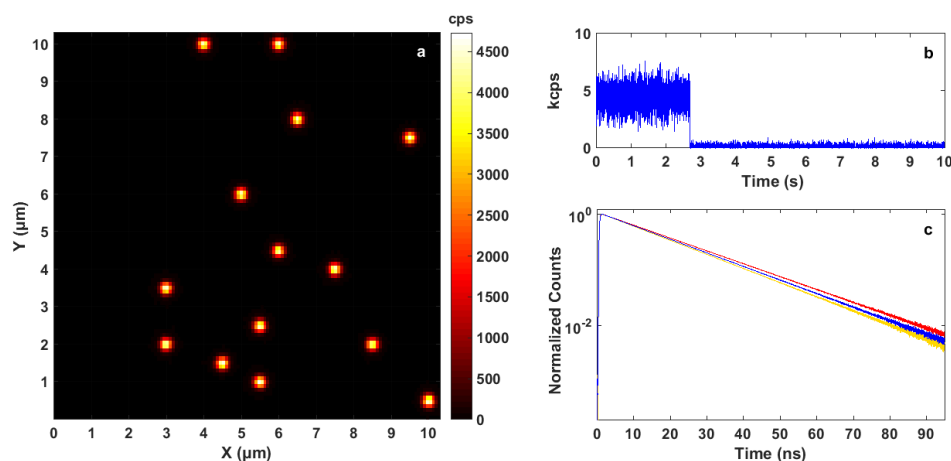 cps
a
10
9
8
7
6
5
4
3
2
1
Y (µm)
0 1 2 3 4 5 6 7 8 9 10
X (µm)
4500
4000
3500
3000
2500
2000
1500
1000
500
0
b
10
5
0
kcps
0 1 2 3 4 5 6 7 8 9 10
Time (s)
c
10^0
10^-2
Normalized Counts
0 10 20 30 40 50 60 70 80 90
Time (ns)